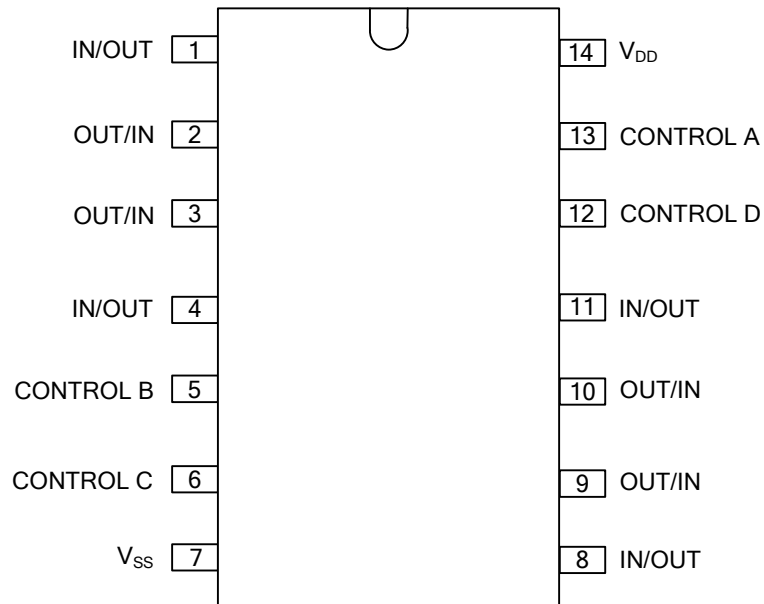 IN/OUT 1
14 VDD
OUT/IN 2
13 CONTROL A
OUT/IN 3
12 CONTROL D
IN/OUT 4
11 IN/OUT
CONTROL B 5
10 OUT/IN
CONTROL C 6
9 OUT/IN
VSS 7
8 IN/OUT